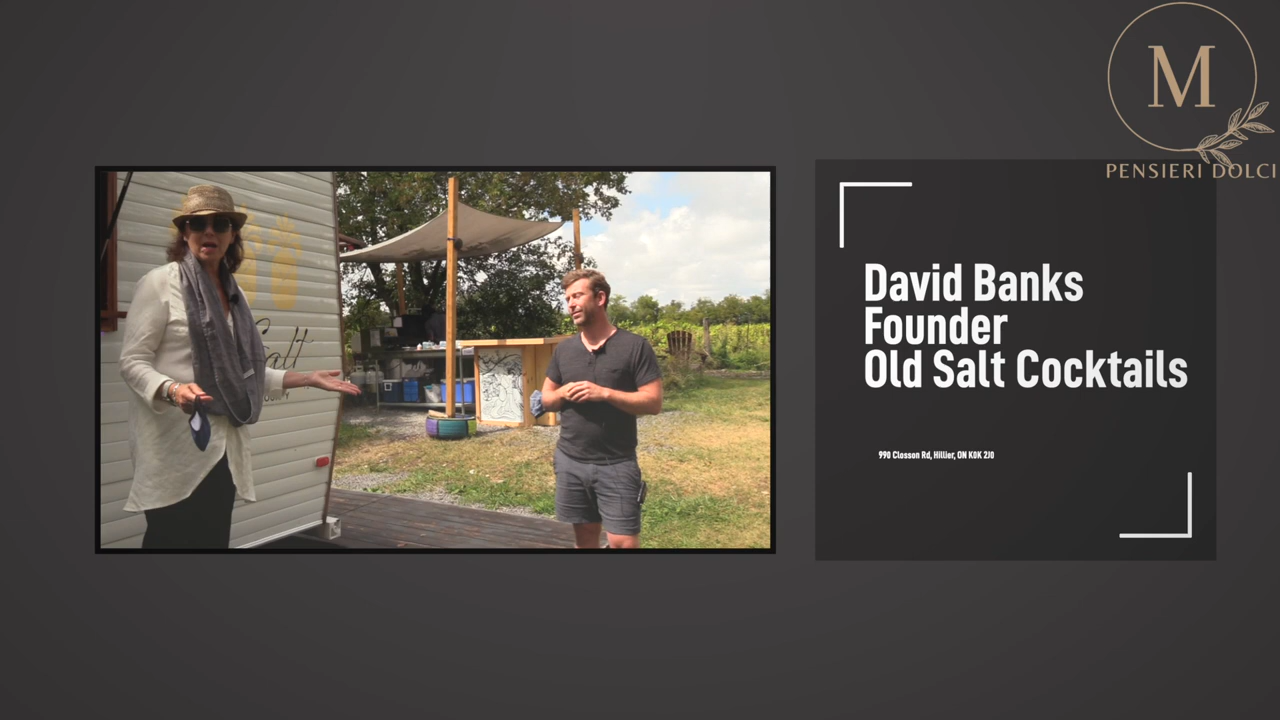 M
PENSIERI DOLCI
David Banks
Founder
Old Salt Cocktails
990 Closson Rd, Hillier, ON K0K 2J0
Salt